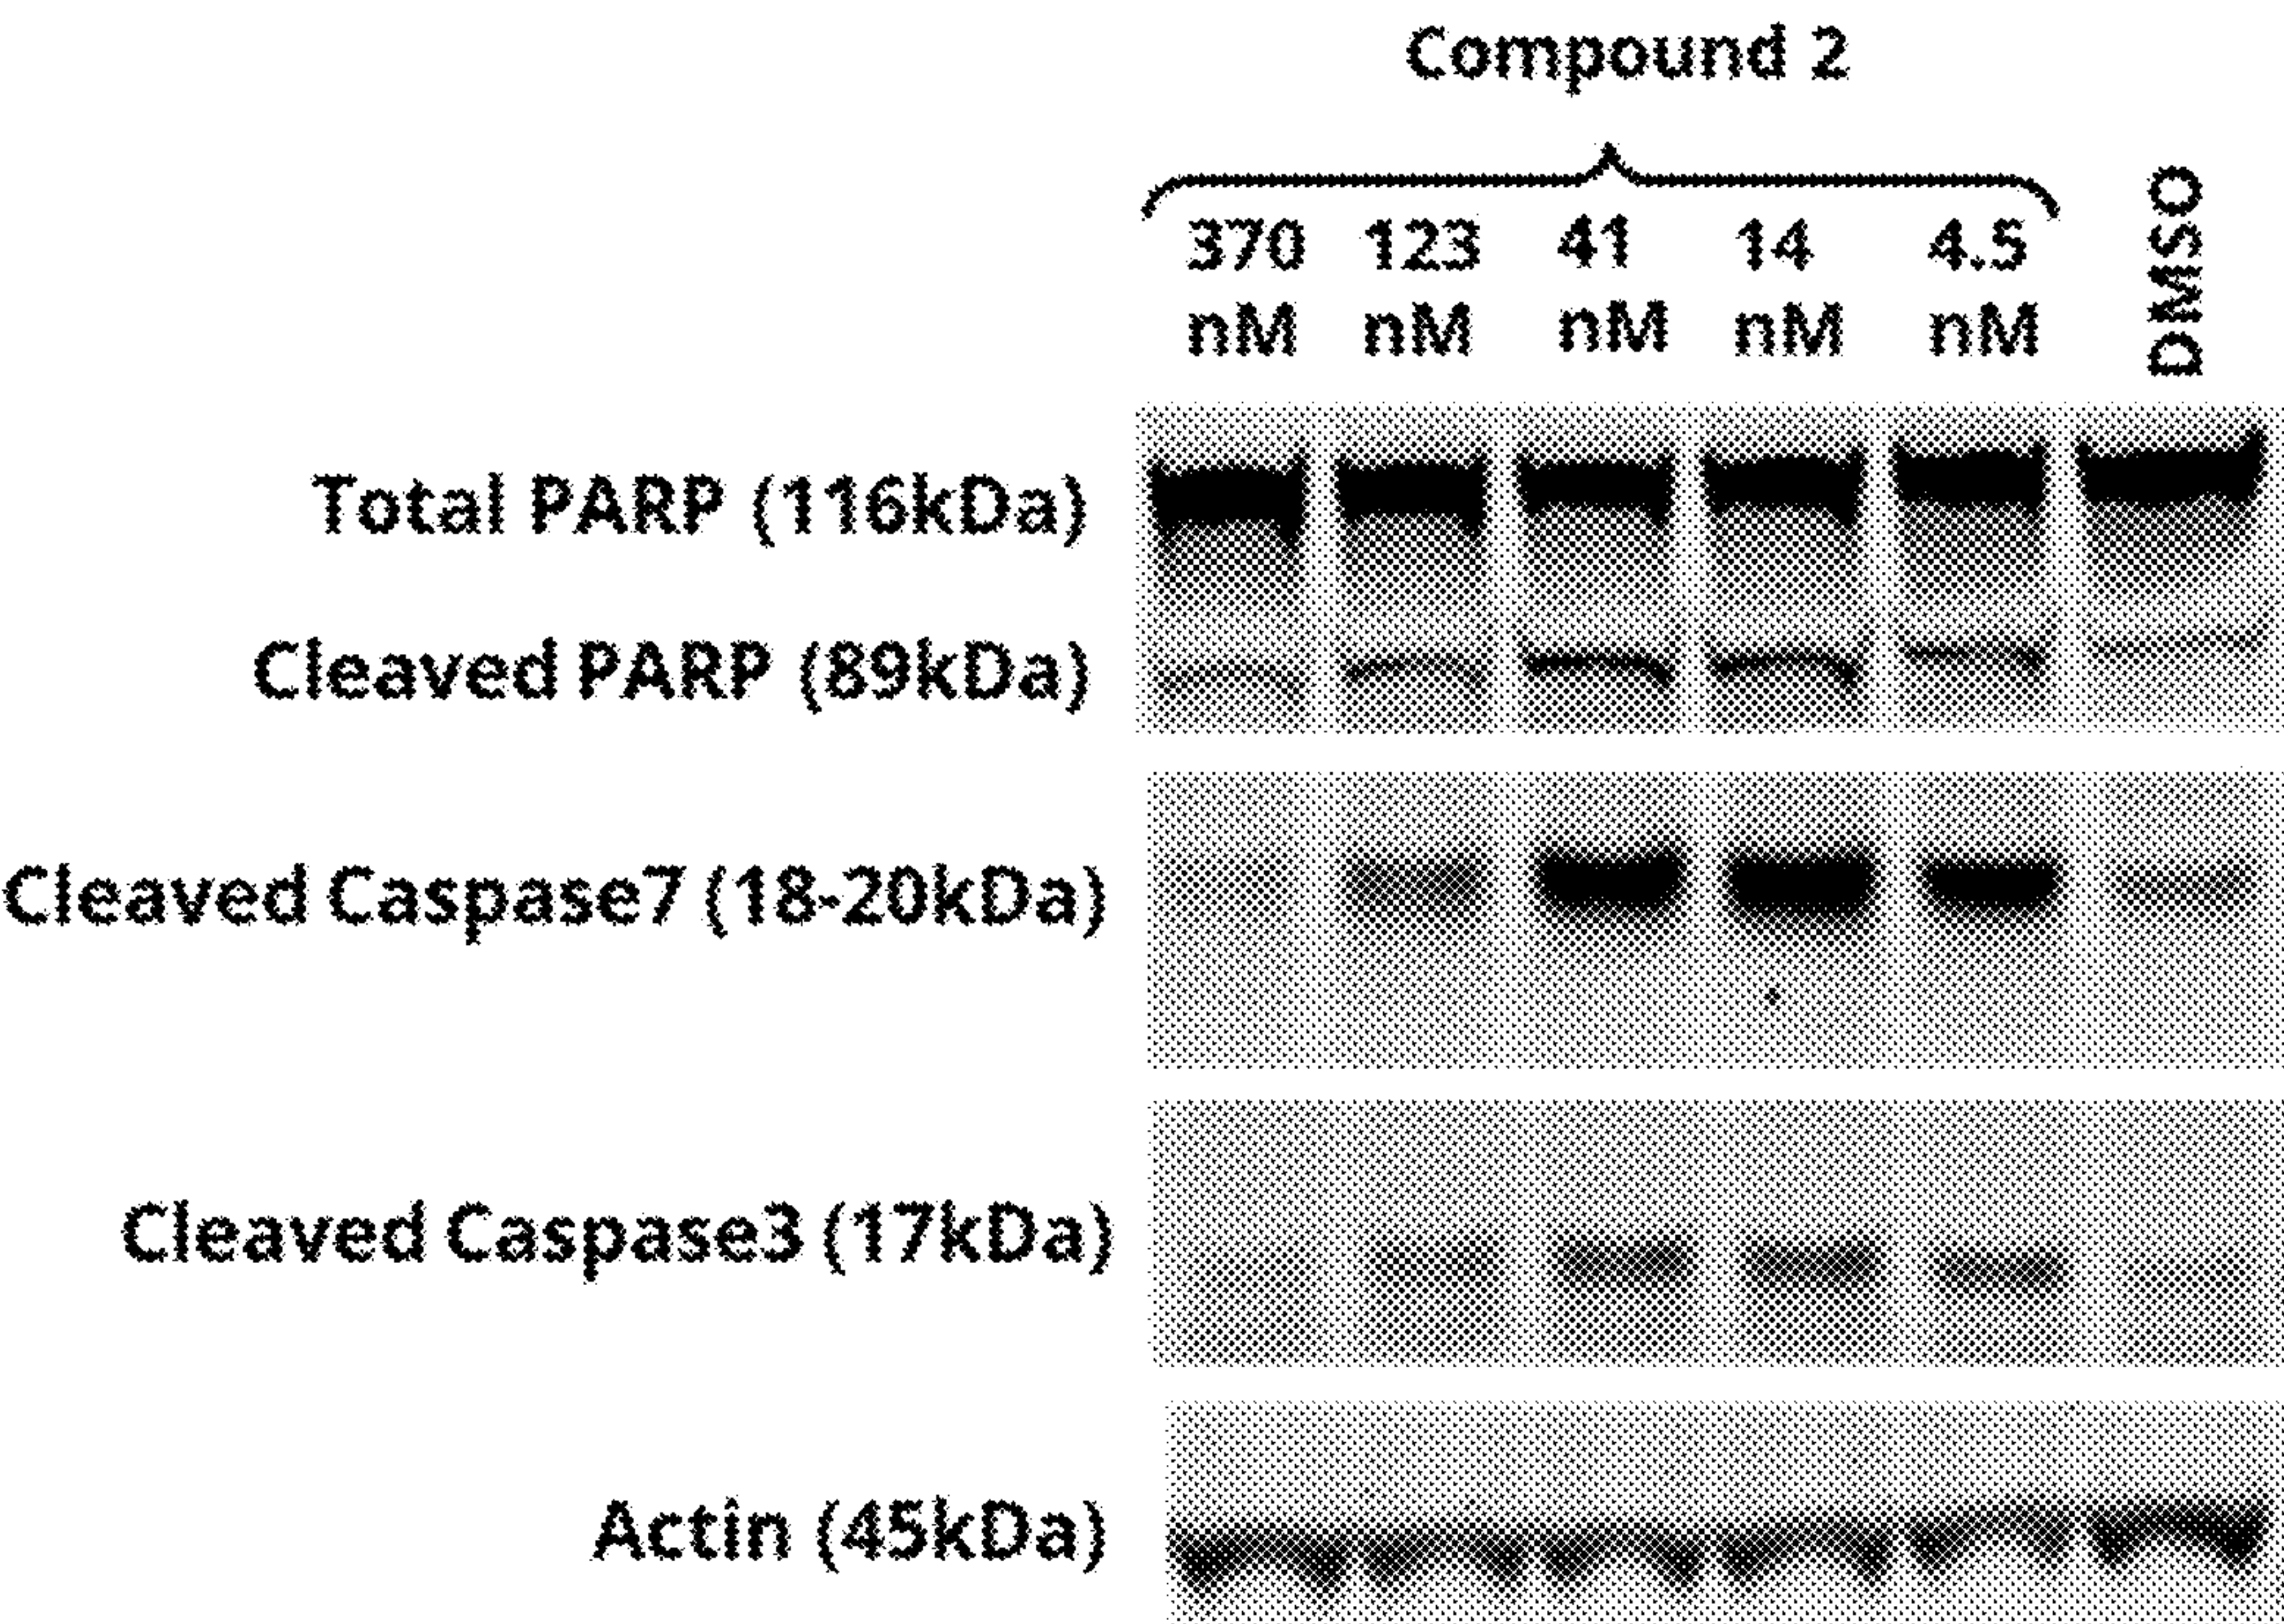 Compound 2
370 nM 123 nM 41 nM 14 nM 4.5 nM DMSO
Total PARP (116kDa)
Cleaved PARP (89kDa)
Cleaved Caspase7 (18-20kDa)
Cleaved Caspase3 (17kDa)
Actin (45kDa)